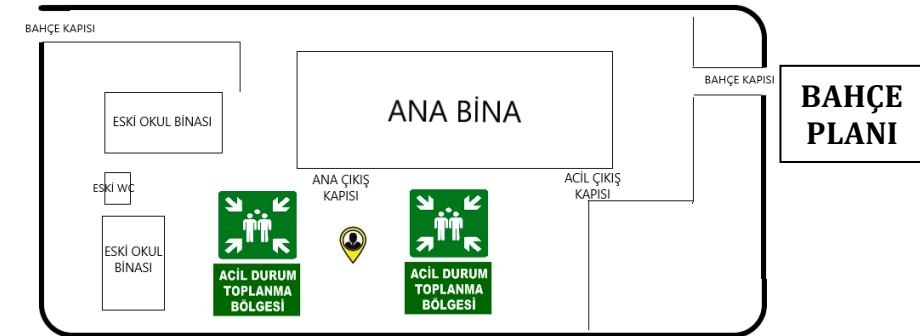 BAHÇE KAPISI
BAHÇE KAPISI
BAHÇE
PLANI
ANA BİNA
ESKİ OKUL BİNASI
ANA ÇIKIŞ
KAPISI
ACİL ÇIKIŞ
KAPISI
ESKİ WC
ESKİ OKUL
BİNASI
ACİL DURUM
TOPLANMA
BÖLGESİ
ACİL DURUM
TOPLANMA
BÖLGESİ